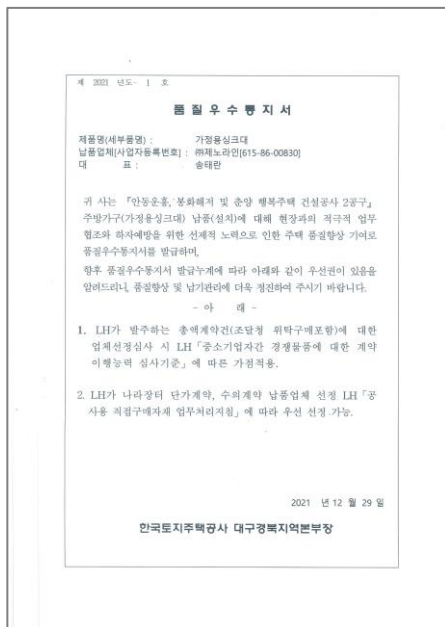 제 2021 년도- 1 호
품질우수통지서
제품명(세부품명) : 가정용싱크대
납품업체[사업자등록번호] : ㈜제노라인[615-86-00830]
대 표 : 송태란
귀 사는 『안동운흥, 봉화해저 및 춘양 행복주택 건설공사 2공구』
주방가구(가정용싱크대) 납품(설치)에 대해 현장과의 적극적 업무
협조와 하자예방을 위한 선제적 노력으로 인한 주택 품질향상 기여로
품질우수통지서를 발급하며,
향후 품질우수통지서 발급누계에 따라 아래와 같이 우선권이 있음을
알려드리니, 품질향상 및 납기관리에 더욱 정진하여 주시기 바랍니다.
- 아 래 -
1. LH가 발주하는 총액계약건(조달청 위탁구매포함)에 대한
업체선정심사 시 LH「중소기업자간 경쟁물품에 대한 계약
이행능력 심사기준」에 따른 가점적용.
2. LH가 나라장터 단가계약, 수의계약 납품업체 선정 LH「공
사용 직접구매자재 업무처리지침」에 따라 우선 선정 가능.
2021 년 12 월 29 일
한국토지주택공사 대구경북지역본부장